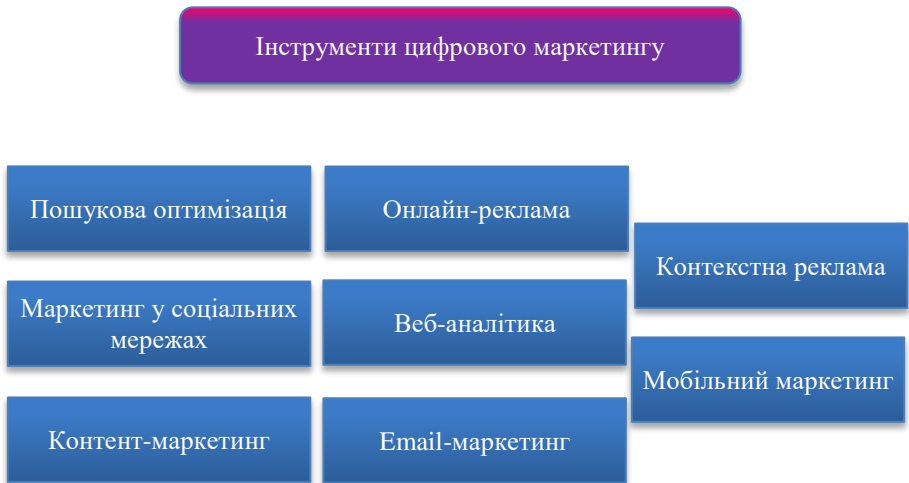 Інструменти цифрового маркетингу
Пошукова оптимізація
Онлайн-реклама
Контекстна реклама
Маркетинг у соціальних
мережах
Веб-аналітика
Мобільний маркетинг
Контент-маркетинг
Email-маркетинг